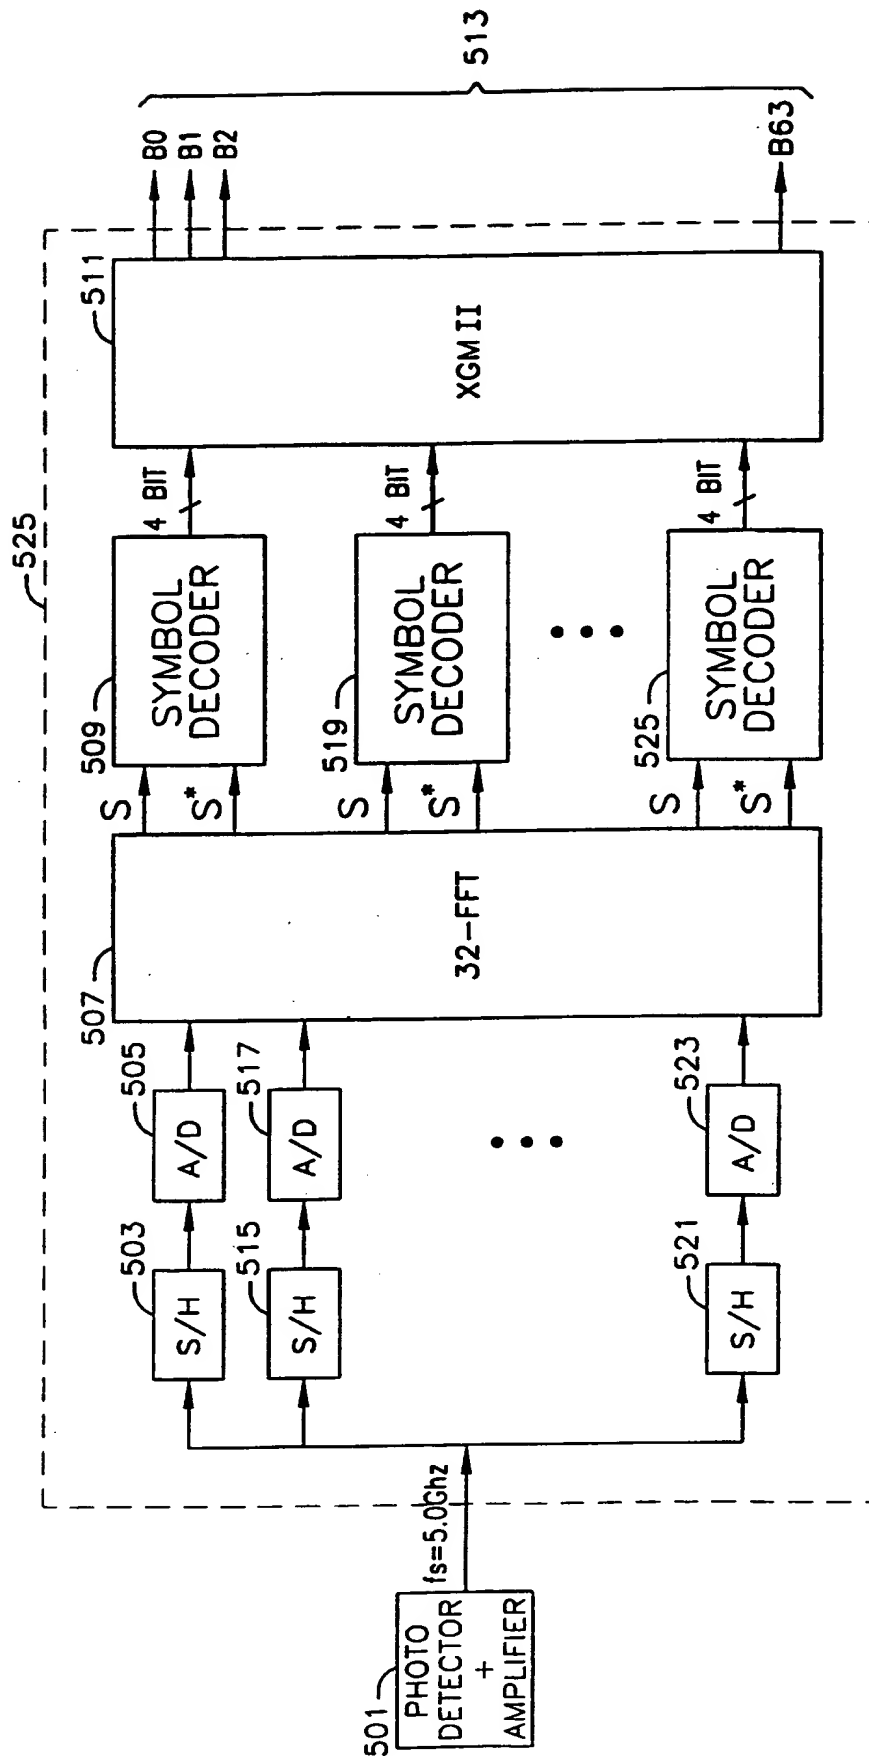 501
PHOTO
DETECTOR
+
AMPLIFIER
fs=5.0Ghz
525
503
S/H
505
A/D
515
S/H
517
A/D
521
S/H
523
A/D
507
32-FFT
S
S*
S
S*
S
S*
509
SYMBOL
DECODER
519
SYMBOL
DECODER
525
SYMBOL
DECODER
4 BIT
4 BIT
4 BIT
511
XGMII
B0
B1
B2
B63
513